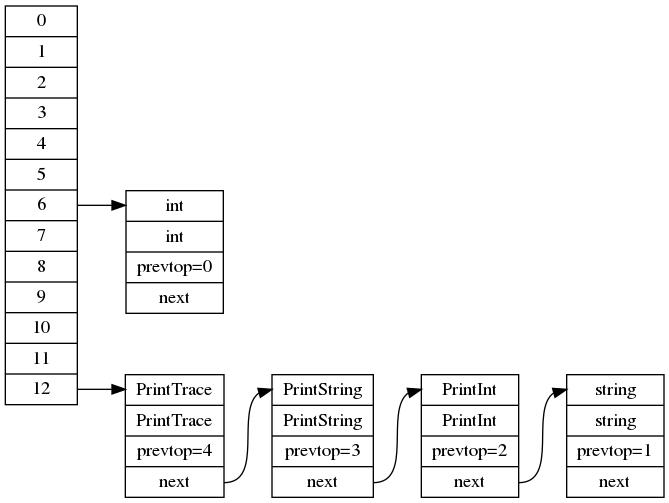 0
1
2
3
4
5
6
7
8
9
10
11
12
int
int
prevtop=0
next
PrintTrace
PrintTrace
prevtop=4
next
PrintString
PrintString
prevtop=3
next
PrintInt
PrintInt
prevtop=2
next
string
string
prevtop=1
next